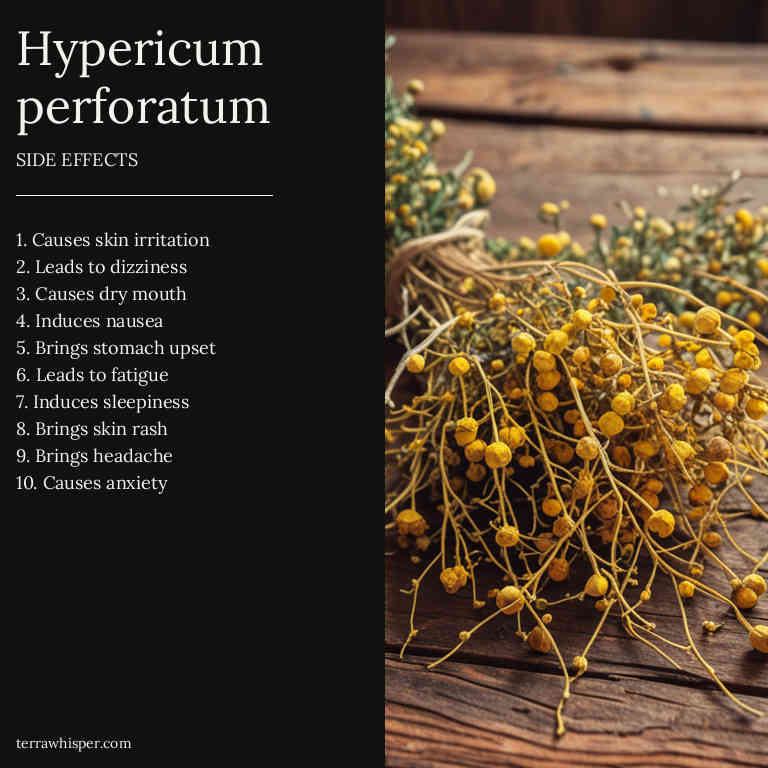 Hypericum
perforatum
SIDE EFFECTS
1. Causes skin irritation
2. Leads to dizziness
3. Causes dry mouth
4. Induces nausea
5. Brings stomach upset
6. Leads to fatigue
7. Induces sleepiness
8. Brings skin rash
9. Brings headache
10. Causes anxiety
terrawhisper.com